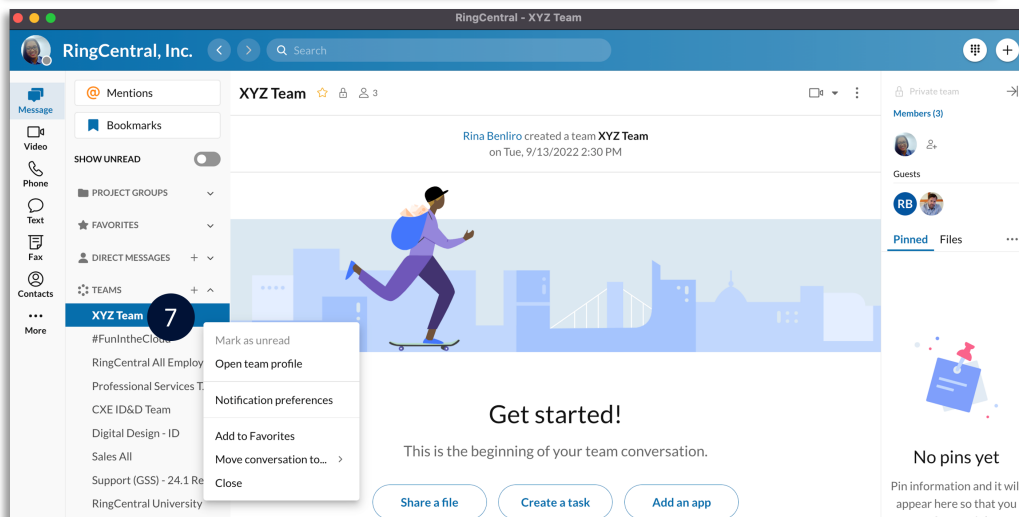 RingCentral - XYZ Team
RingCentral, Inc.
Search
Message
Video
Phone
Text
Fax
Contacts
More
@ Mentions
Bookmarks
SHOW UNREAD
PROJECT GROUPS
FAVORITES
DIRECT MESSAGES
TEAMS
XYZ Team
7
#FunIntheCloud
RingCentral All Employ
Professional Services T
CXE ID&D Team
Digital Design - ID
Sales All
Support (GSS) - 24.1 Re
RingCentral University
Mark as unread
Open team profile
Notification preferences
Add to Favorites
Move conversation to...
Close
XYZ Team
3
Rina Benliro created a team XYZ Team
on Tue, 9/13/2022 2:30 PM
Get started!
This is the beginning of your team conversation.
Share a file
Create a task
Add an app
Private team
Members (3)
Guests
RB
Pinned Files
No pins yet
Pin information and it wil
appear here so that you